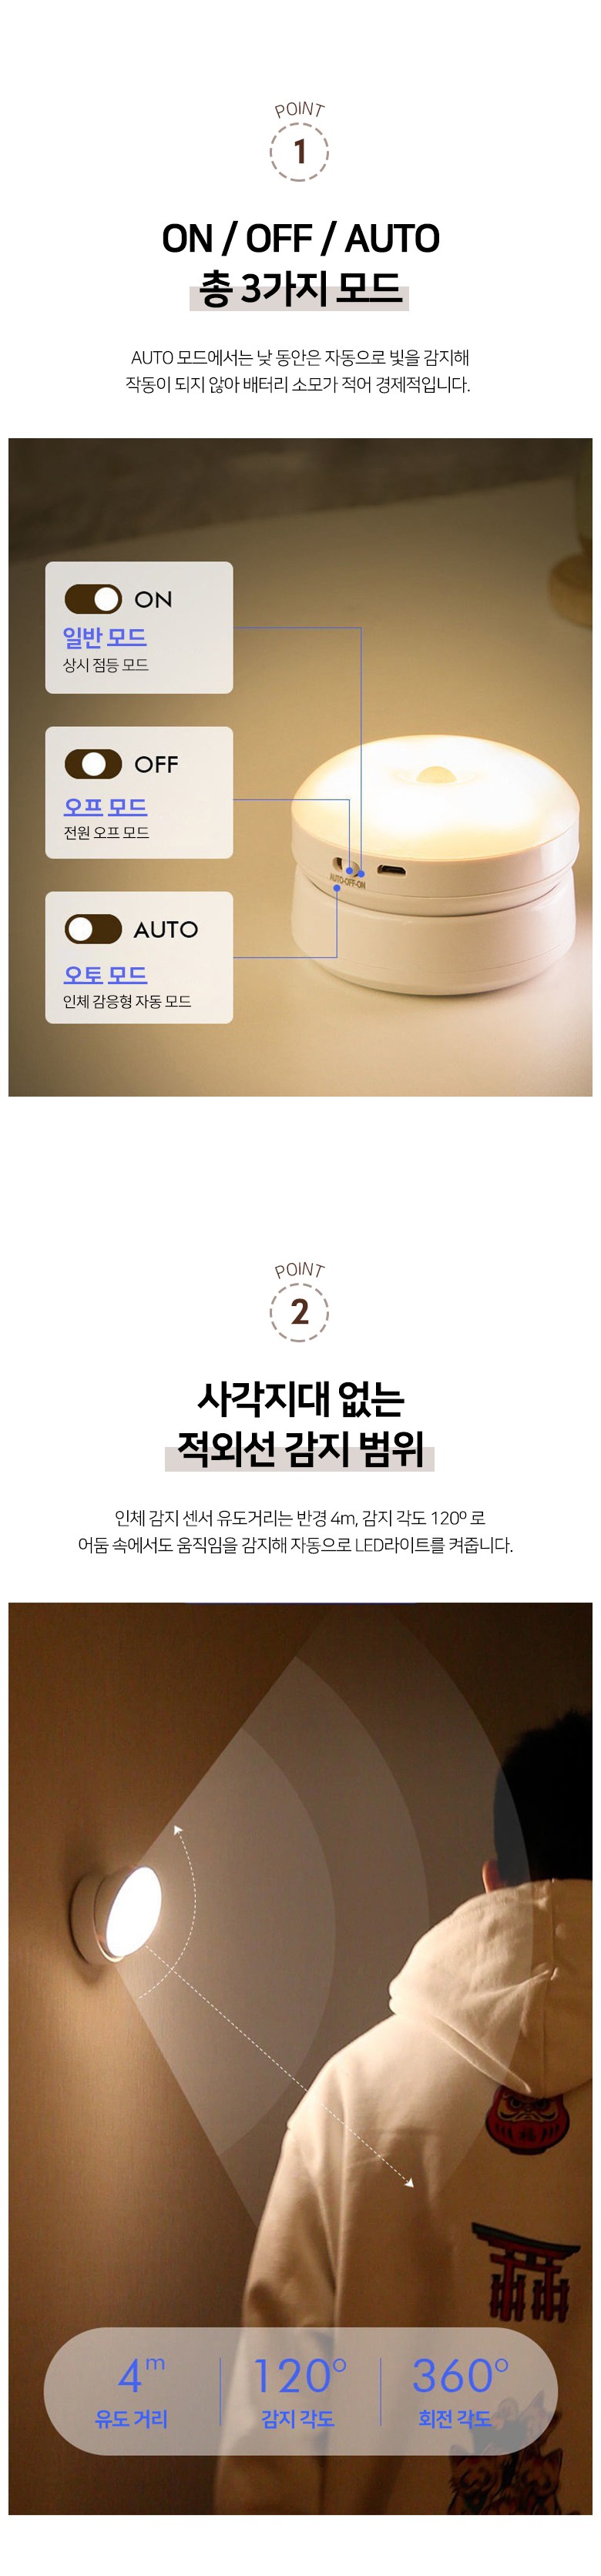 POINT
1
ON / OFF / AUTO
총 3가지 모드
AUTO 모드에서는 낮 동안은 자동으로 빛을 감지해
작동이 되지 않아 배터리 소모가 적어 경제적입니다.
ON
일반 모드
상시 점등 모드
OFF
오프 모드
전원 오프 모드
AUTO
오토 모드
인체 감응형 자동 모드
AUTO-OFF-ON
POINT
2
사각지대 없는
적외선 감지 범위
인체 감지 센서 유도거리는 반경 4m, 감지 각도 120º 로
어둠 속에서도 움직임을 감지해 자동으로 LED라이트를 켜줍니다.
4m
유도 거리
120º
감지 각도
360º
회전 각도